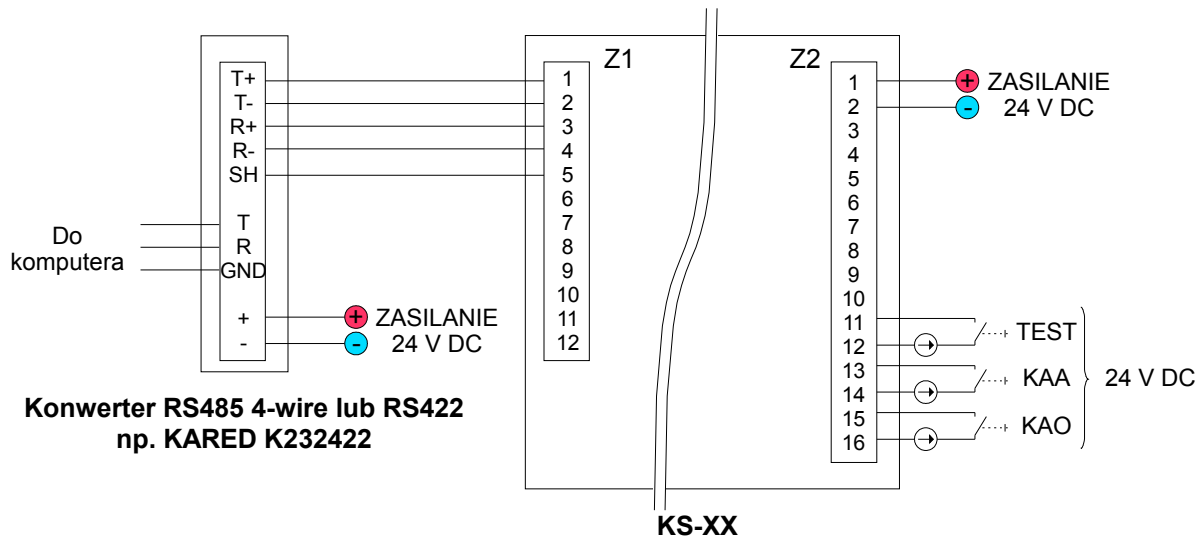 T+
T-
R+
R-
SH
T
R
GND
+
-
Do
komputera
+ ZASILANIE
- 24 V DC
Konwerter RS485 4-wire lub RS422
np. KARED K232422
Z1
1
2
3
4
5
6
7
8
9
10
11
12
Z2
1
2
3
4
5
6
7
8
9
10
11
12
13
14
15
16
+ ZASILANIE
- 24 V DC
TEST
KAA
KAO
24 V DC
KS-XX